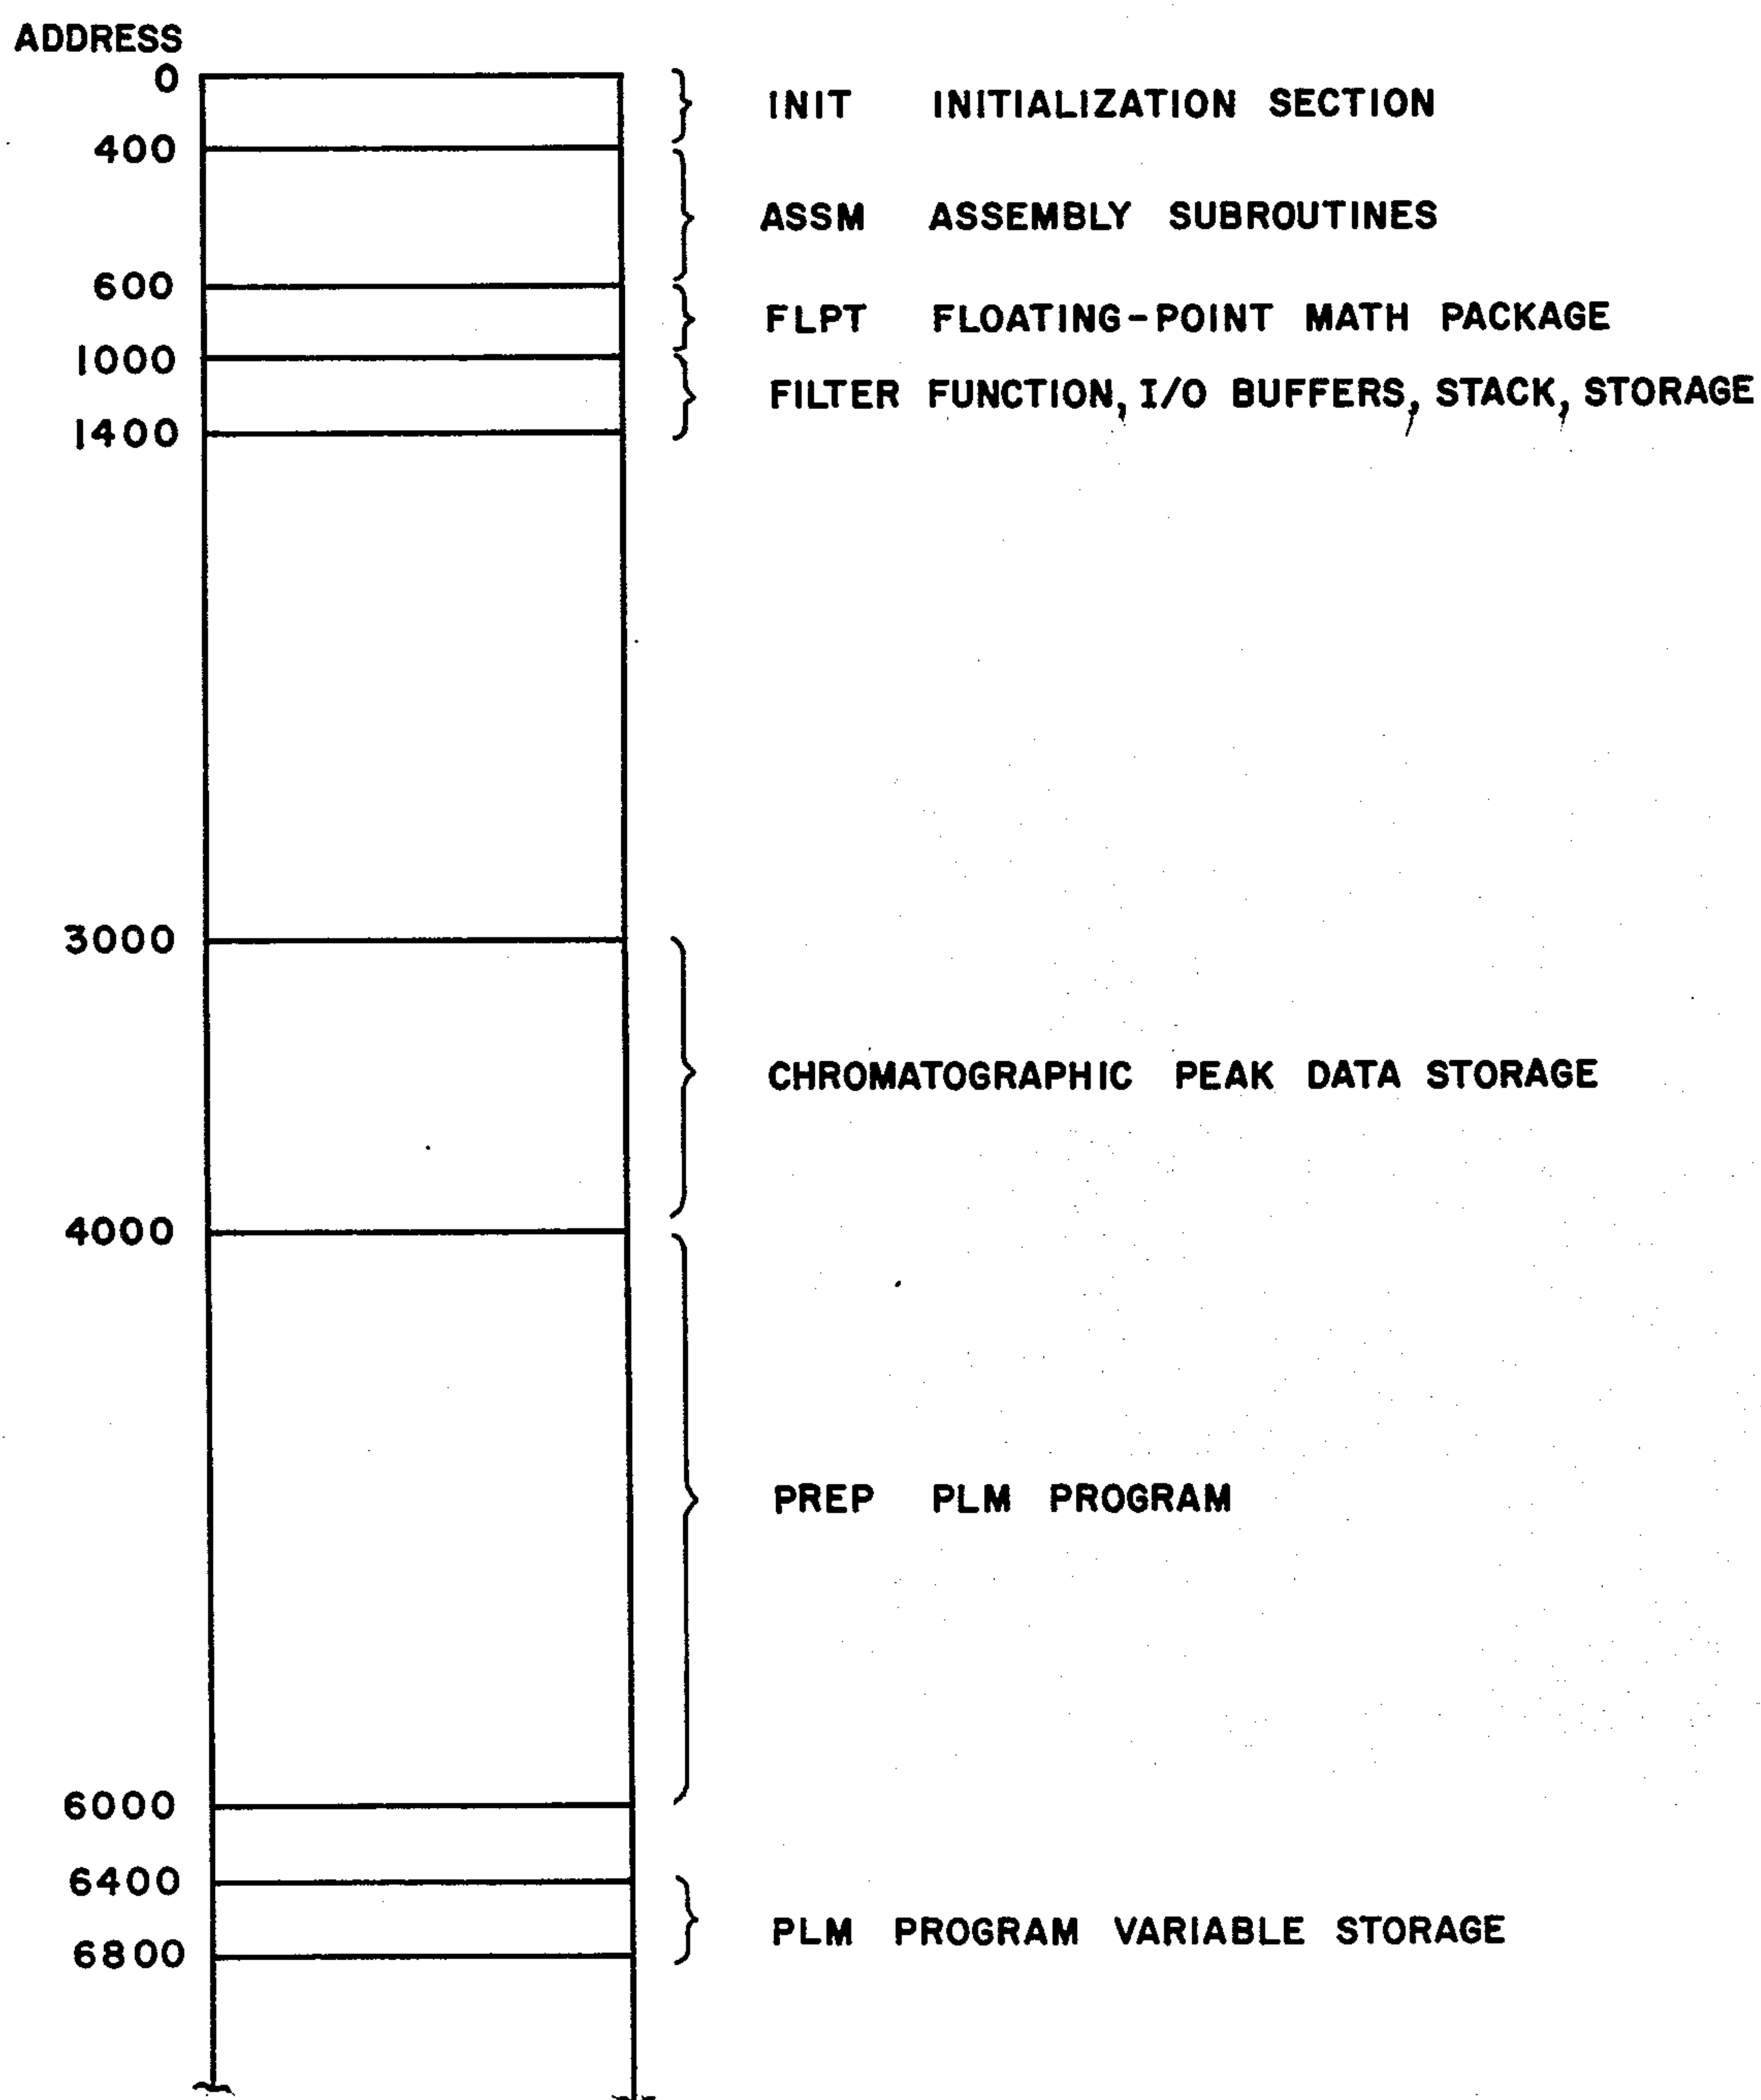 ADDRESS
0
INIT INITIALIZATION SECTION
400
ASSM ASSEMBLY SUBROUTINES
600
FLPT FLOATING-POINT MATH PACKAGE
1000
FILTER FUNCTION, I/O BUFFERS, STACK, STORAGE
1400
3000
CHROMATOGRAPHIC PEAK DATA STORAGE
4000
PREP PLM PROGRAM
6000
6400
PLM PROGRAM VARIABLE STORAGE
6800